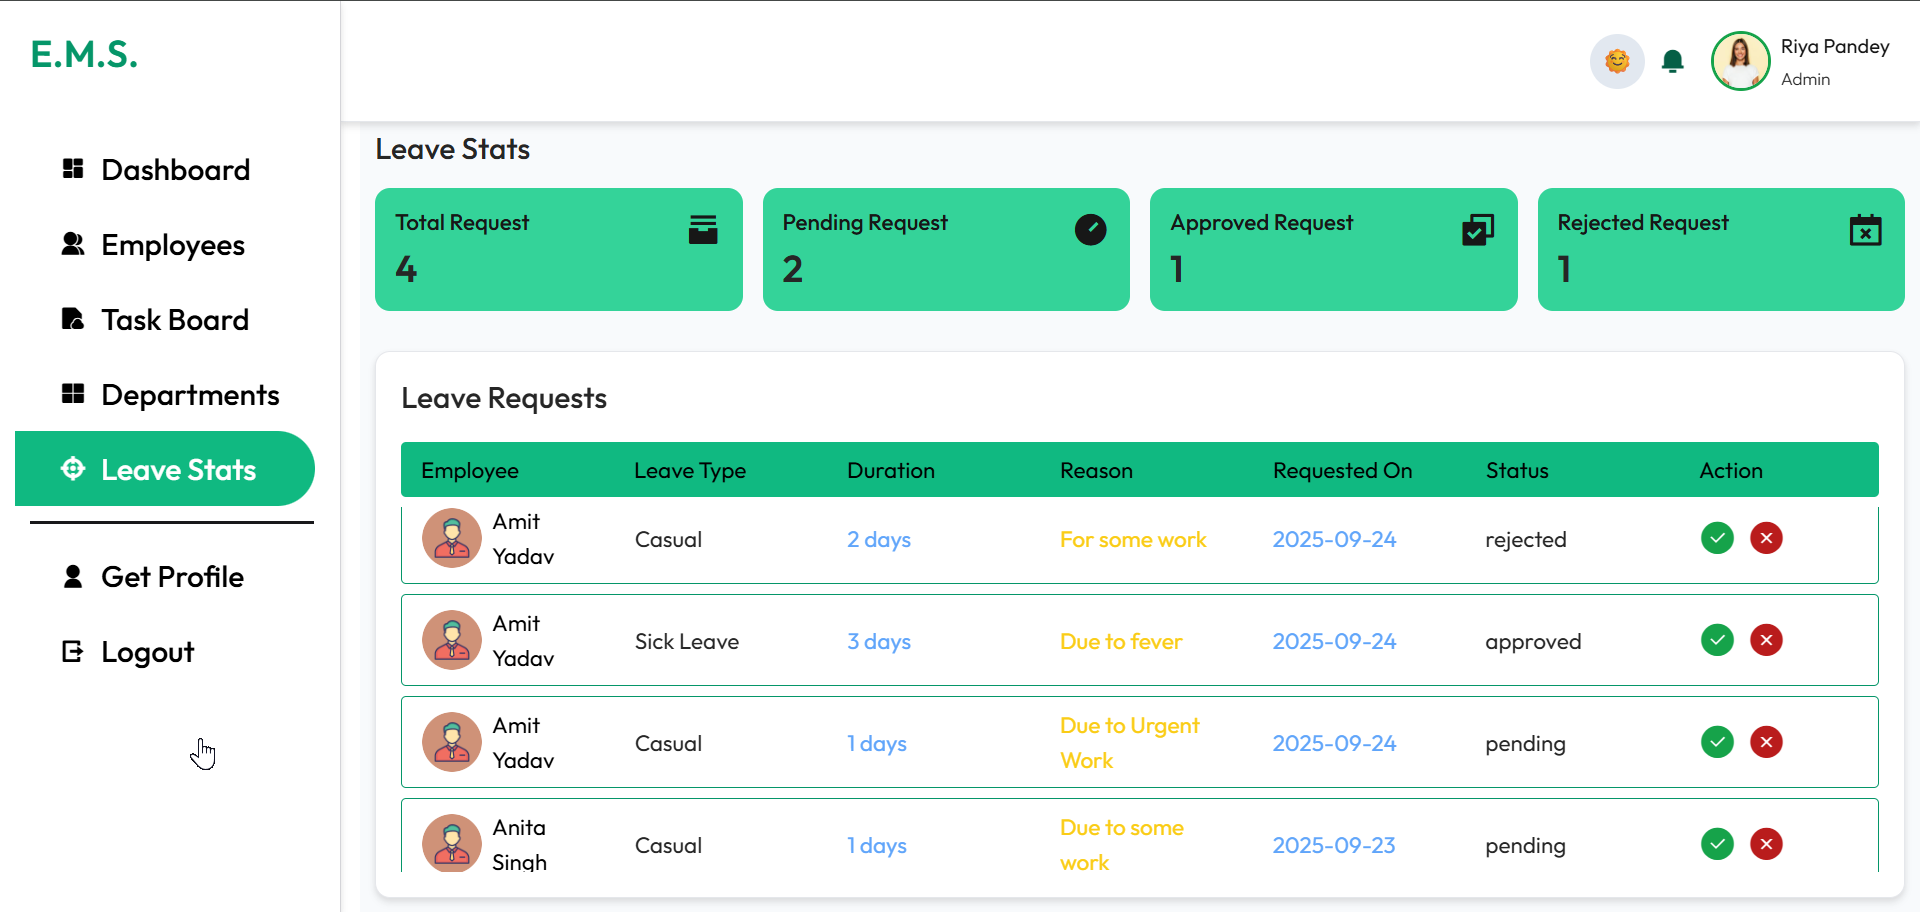 E.M.S.
Riya Pandey
Admin
Dashboard
Employees
Task Board
Departments
Leave Stats
Get Profile
Logout
Leave Stats
Total Request
4
Pending Request
2
Approved Request
1
Rejected Request
1
Leave Requests
Employee Leave Type Duration Reason Requested On Status Action
Amit
Yadav
Casual 2 days For some work 2025-09-24 rejected
Amit
Yadav
Sick Leave 3 days Due to fever 2025-09-24 approved
Amit
Yadav
Casual 1 days
Due to Urgent
Work
2025-09-24 pending
Anita
Singh
Casual 1 days
Due to some
work
2025-09-23 pending